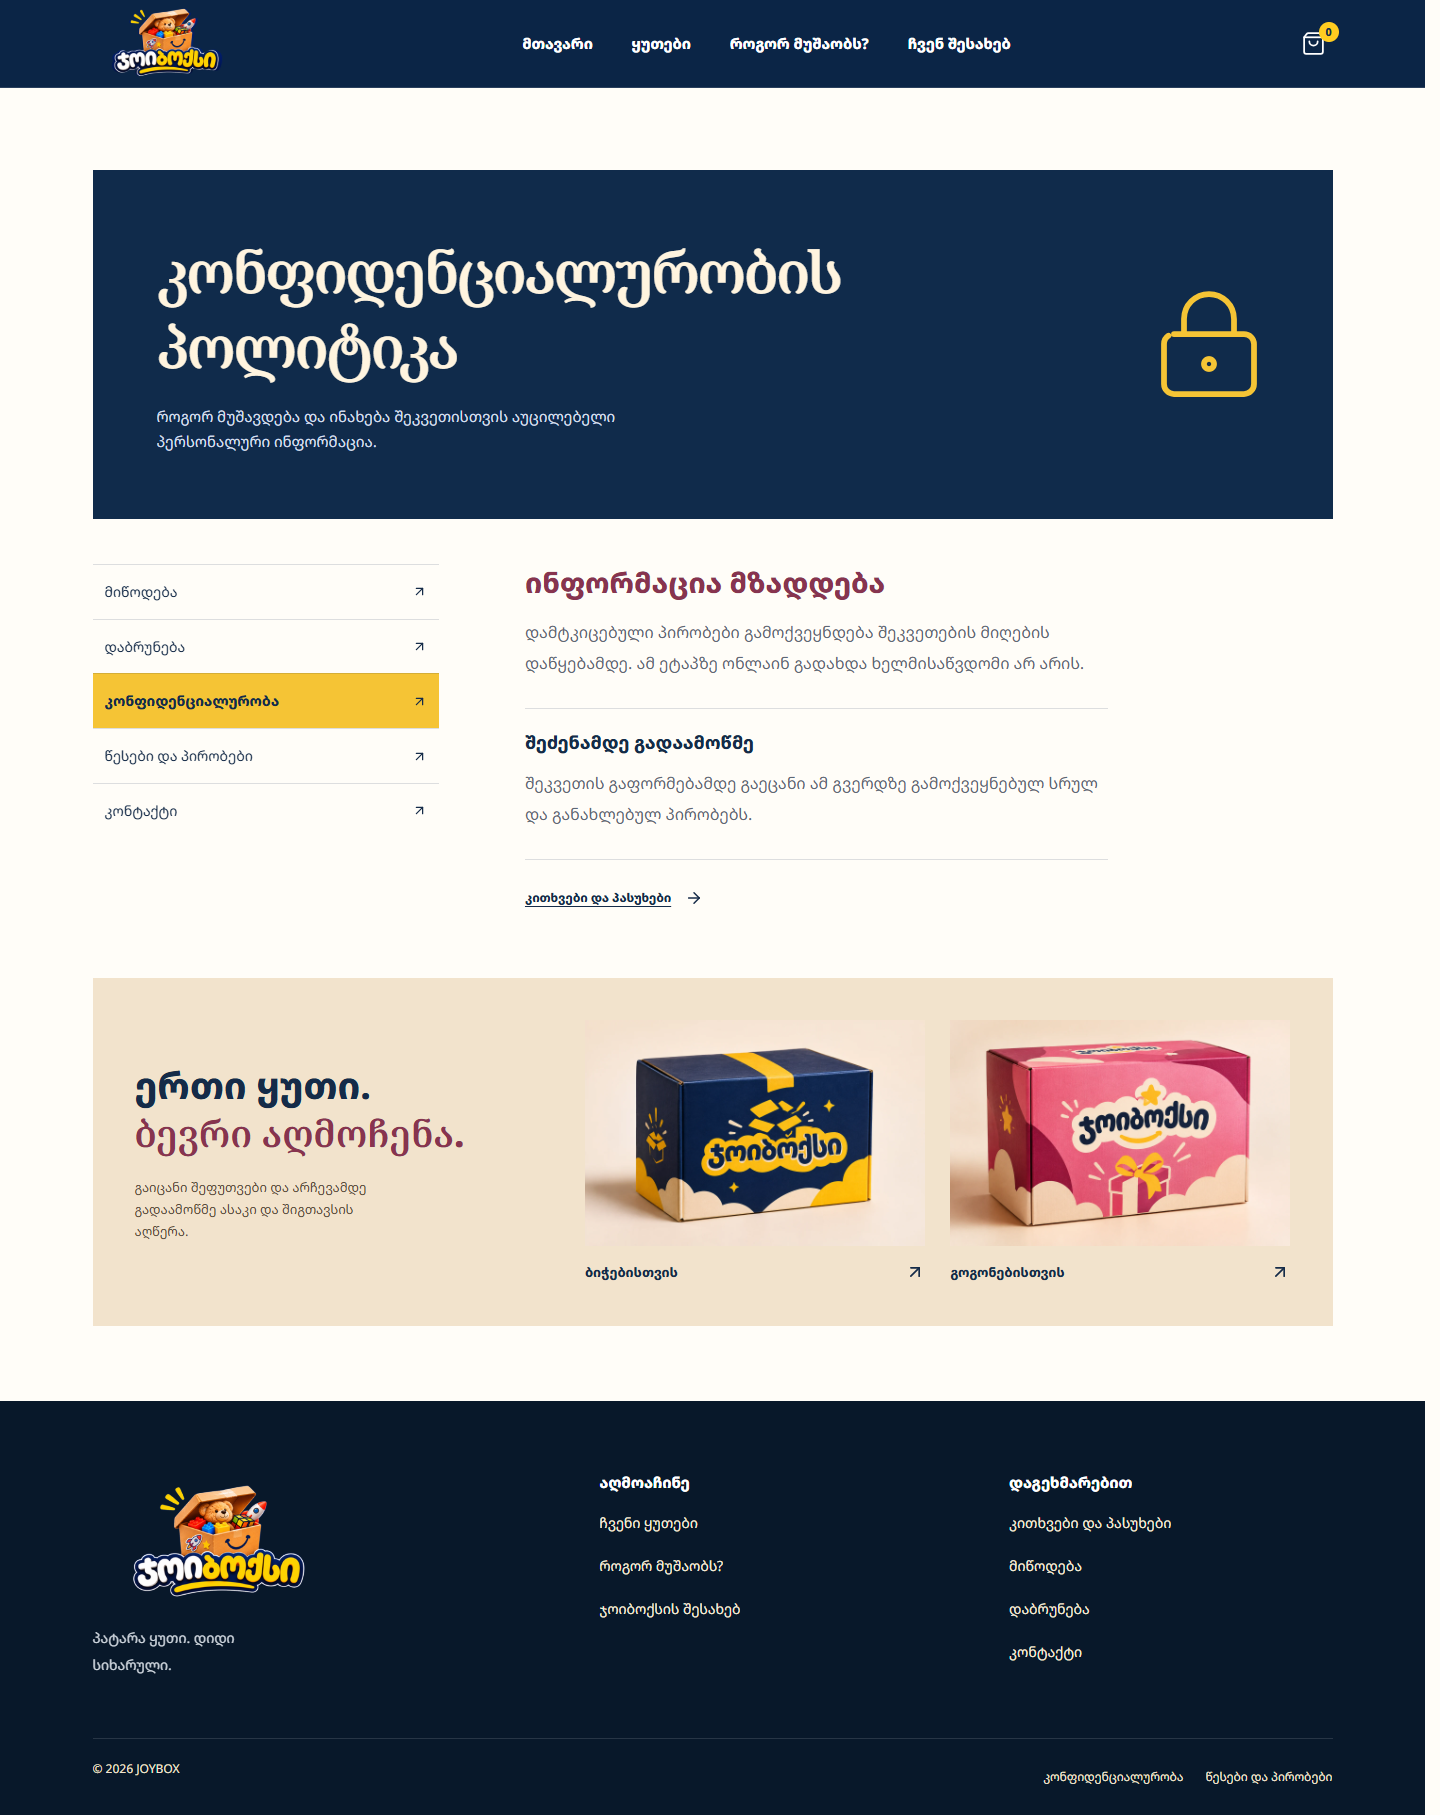 ჯოიბოქსი
მთავარი
ყუთები
როგორ მუშაობს?
ჩვენ შესახებ
0
კონფიდენციალურობის
პოლიტიკა
როგორ მუშავდება და ინახება შეკვეთისთვის აუცილებელი
პერსონალური ინფორმაცია.
მიწოდება
დაბრუნება
კონფიდენციალურობა
წესები და პირობები
კონტაქტი
ინფორმაცია მზადდება
დამტკიცებული პირობები გამოქვეყნდება შეკვეთების მიღების
დაწყებამდე. ამ ეტაპზე ონლაინ გადახდა ხელმისაწვდომი არ არის.
შეძენამდე გადაამოწმე
შეკვეთის გაფორმებამდე გაეცანი ამ გვერდზე გამოქვეყნებულ სრულ
და განახლებულ პირობებს.
კითხვები და პასუხები
ერთი ყუთი.
ბევრი აღმოჩენა.
გაიცანი შეფუთვები და არჩევამდე
გადაამოწმე ასაკი და შიგთავსის
აღწერა.
ჯოიბოქსი
ბიჭებისთვის
ჯოიბოქსი
ჯოიბოქსი
გოგონებისთვის
ჯოიბოქსი
პატარა ყუთი. დიდი
სიხარული.
აღმოაჩინე
ჩვენი ყუთები
როგორ მუშაობს?
ჯოიბოქსის შესახებ
დაგეხმარებით
კითხვები და პასუხები
მიწოდება
დაბრუნება
კონტაქტი
© 2026 JOYBOX
კონფიდენციალურობა
წესები და პირობები